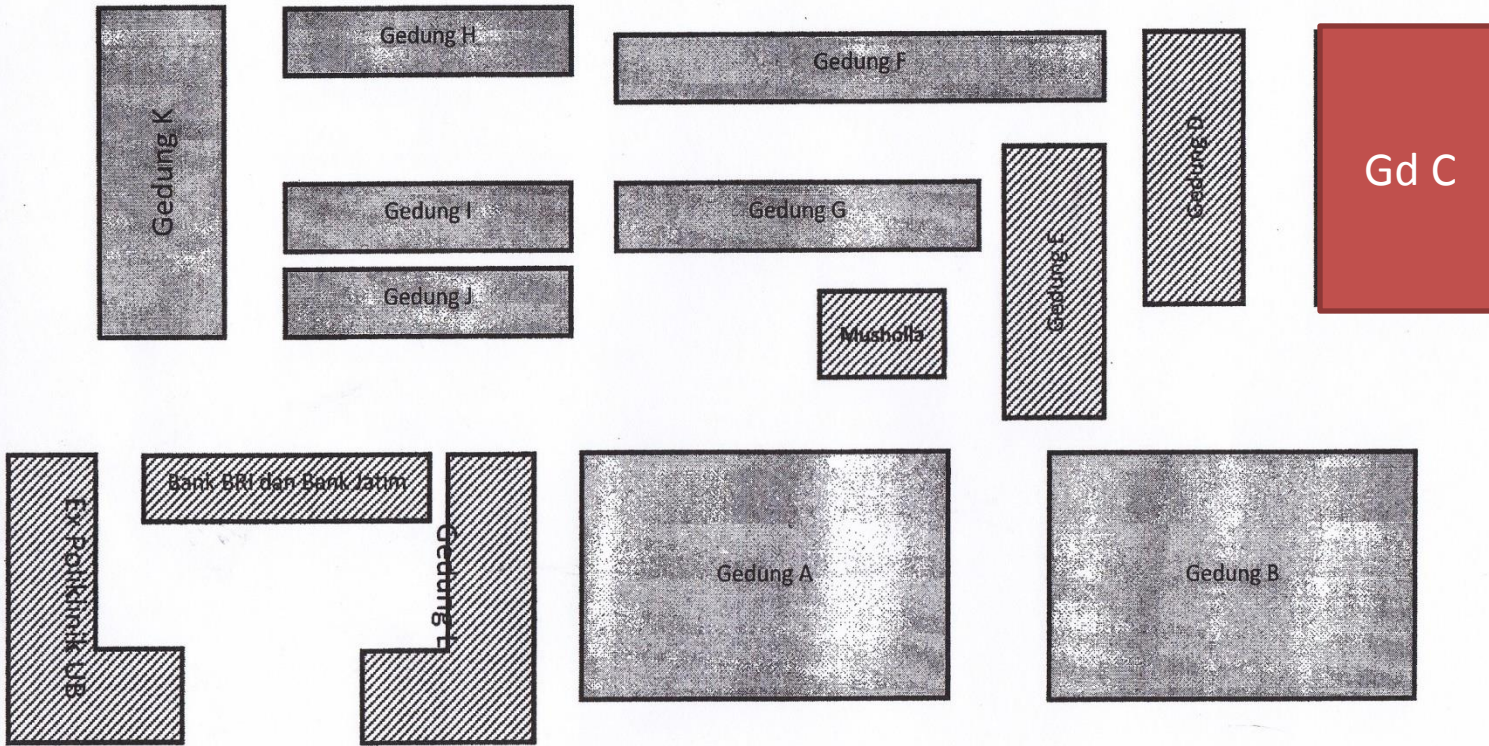 Gedung H
Gedung F
Gedung K
Gedung D
Gd C
Gedung I
Gedung G
Gedung E
Gedung J
Musholla
Bank BRI dan Bank Jatim
Ex Poliklinik UB
Gedung L
Gedung A
Gedung B